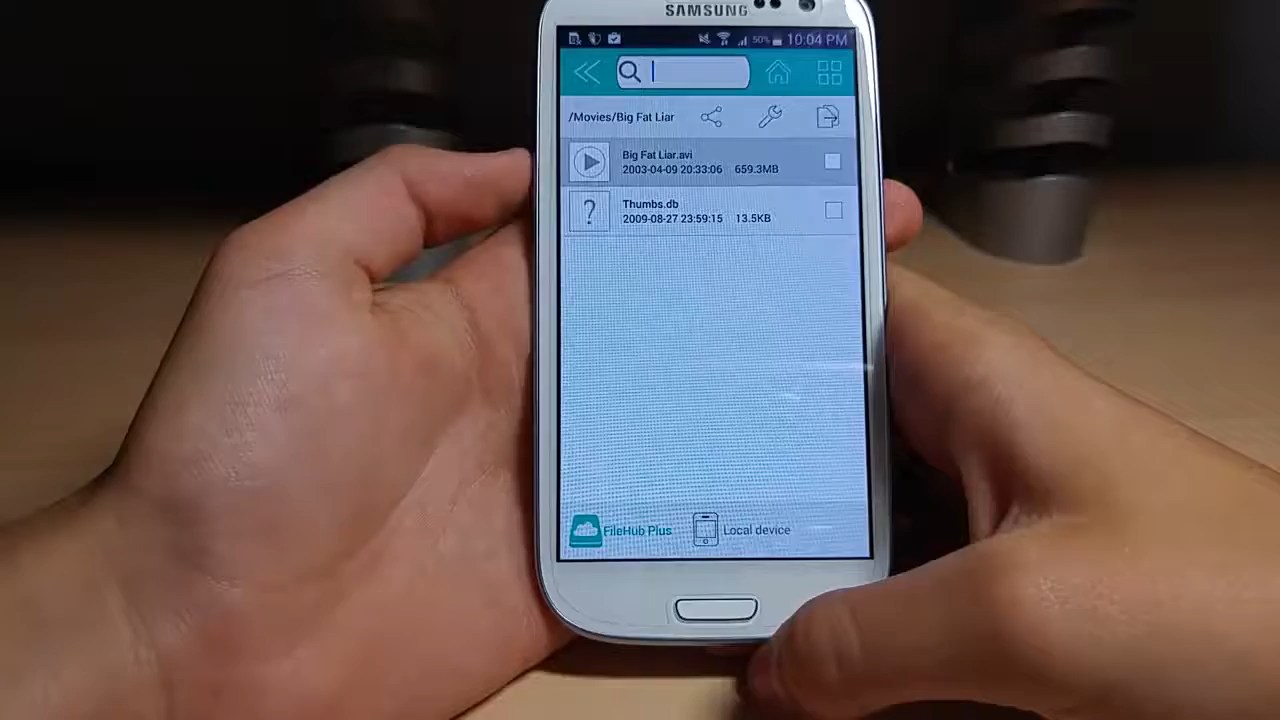 SAMSUNG
50% 10:04 PM
/Movies/Big Fat Liar
Big Fat Liar.avi
2003-04-09 20:33:06 659.3MB
?
Thumbs.db
2009-08-27 23:59:15 13.5KB
FileHub Plus Local device